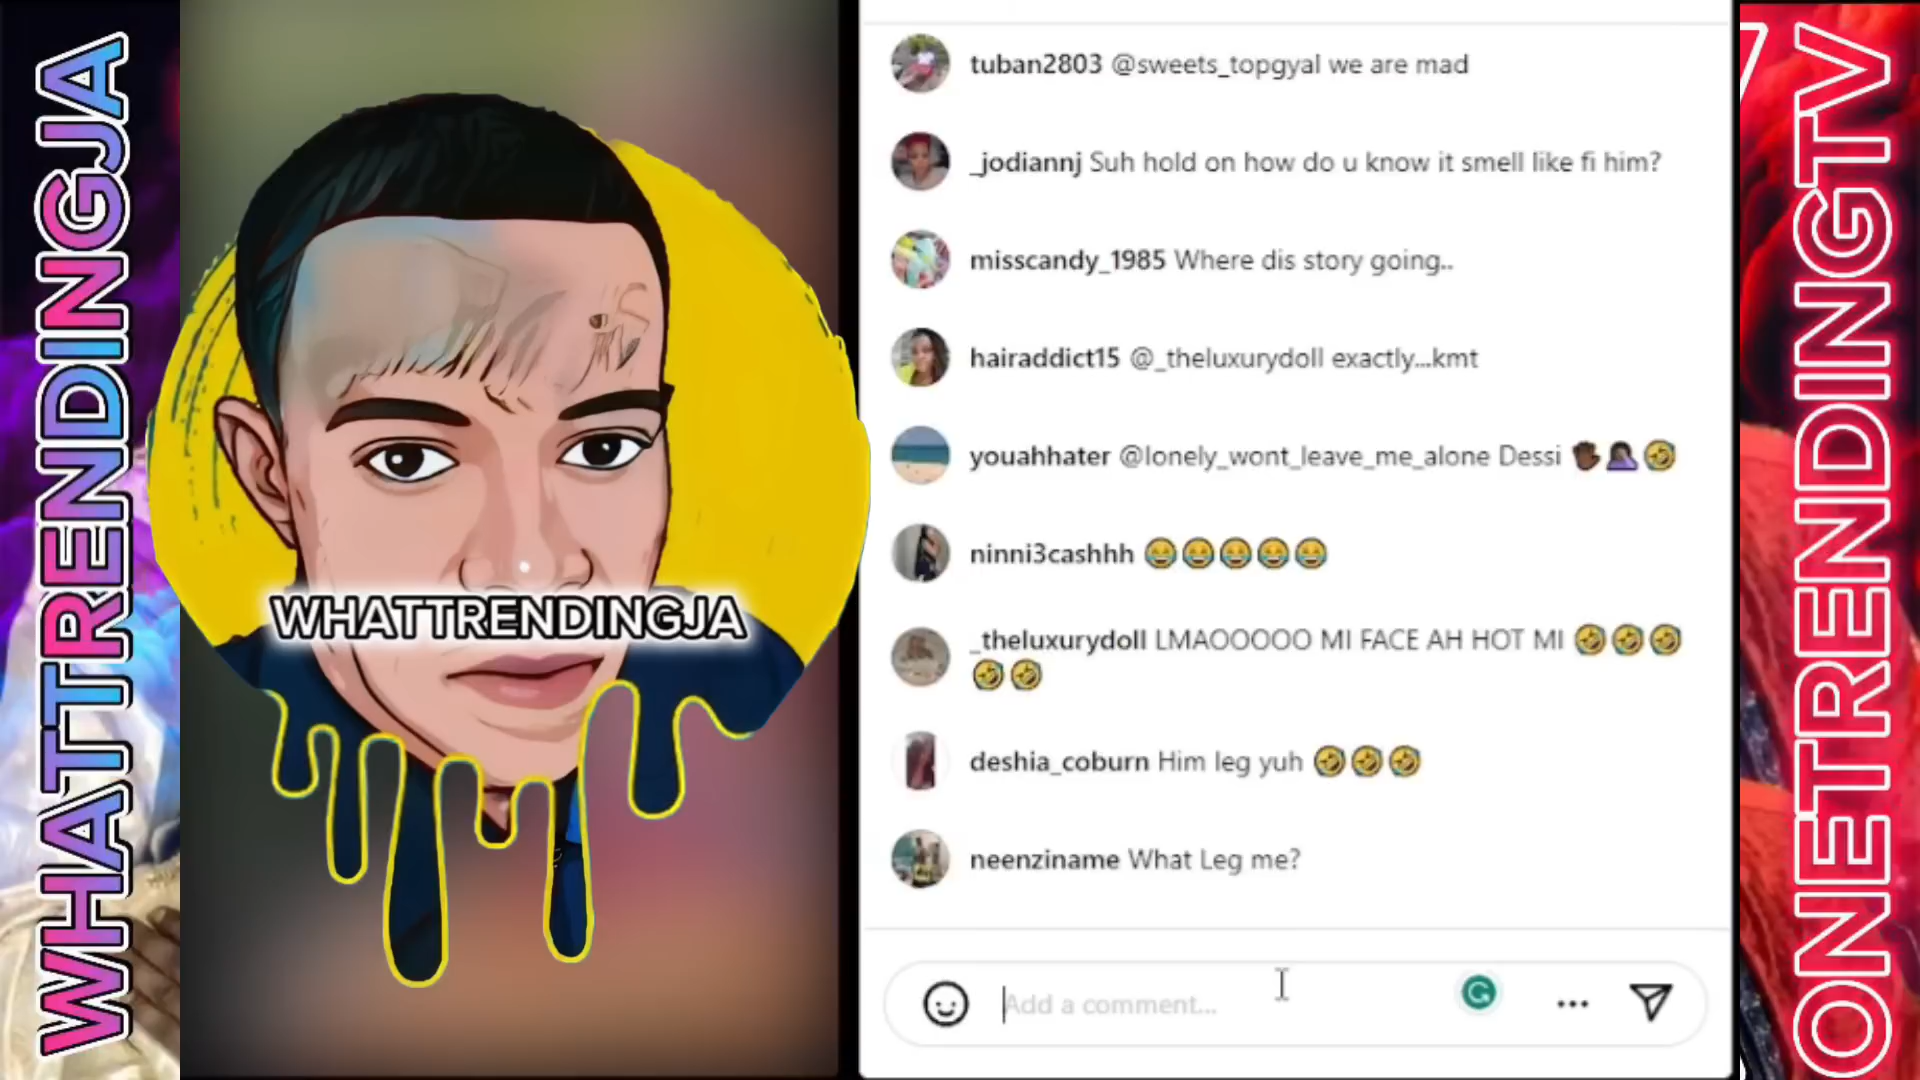 WHATTRENDINGJA
WHATTRENDINGJA
tuban2803 @sweets_topgyal we are mad
_jodiannj Suh hold on how do u know it smell like fi him?
misscandy_1985 Where dis story going..
hairaddict15 @_theluxurydoll exactly...kmt
youahhater @lonely_wont_leave_me_alone Dessi 🖐🏿🤦🏿‍♀️🤣
ninni3cashhh 😂😂😂😂😂
_theluxurydoll LMAOOOOO MI FACE AH HOT MI 🤣🤣🤣
🤣🤣
deshia_coburn Him leg yuh 🤣🤣🤣
neenziname What Leg me?
Add a comment...
ONETRENDINGTV